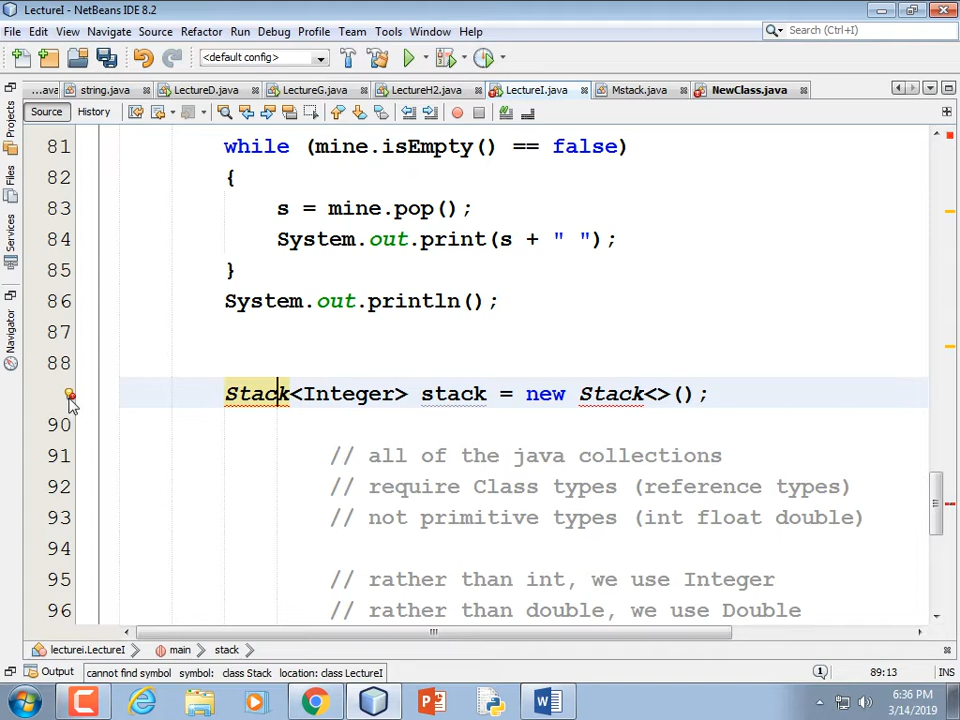 LectureI - NetBeans IDE 8.2
File Edit View Navigate Source Refactor Run Debug Profile Team Tools Window Help
<default config>
Search (Ctrl+I)
...ava string.java LectureD.java LectureG.java LectureH2.java LectureI.java Mstack.java NewClass.java
Source History
Projects
Files
Services
Navigator
81 while (mine.isEmpty() == false)
82 {
83 s = mine.pop();
84 System.out.print(s + " ");
85 }
86 System.out.println();
87
88
Stack<Integer> stack = new Stack<>();
90
91 // all of the java collections
92 // require Class types (reference types)
93 // not primitive types (int float double)
94
95 // rather than int, we use Integer
96 // rather than double, we use Double
lecturei.LectureI main stack
Output cannot find symbol symbol: class Stack location: class LectureI 1 89:13 INS
6:36 PM
3/14/2019